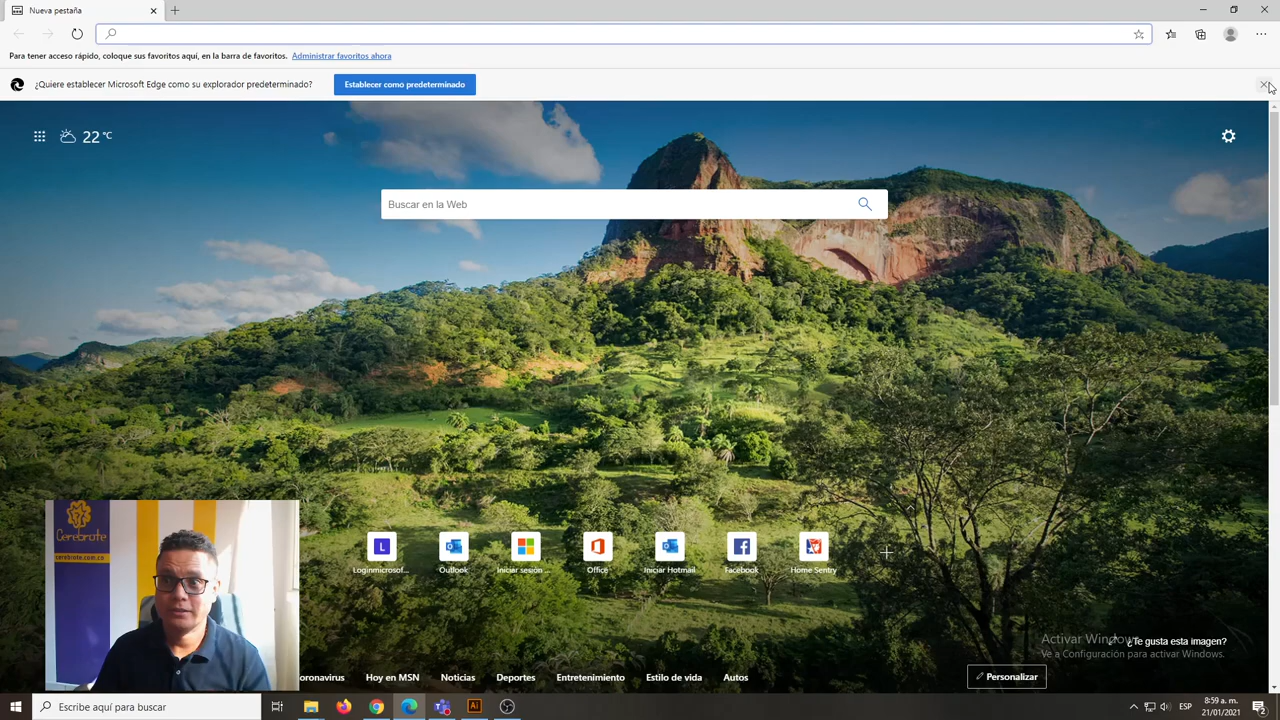 Nueva pestaña
Para tener acceso rápido, coloque sus favoritos aquí, en la barra de favoritos. Administrar favoritos ahora
¿Quiere establecer Microsoft Edge como su explorador predeterminado? Establecer como predeterminado
22 °C
Buscar en la Web
Cerebrote
cerebrote.com.co
L
Loginmicrosof... Outlook Iniciar sesión ... Office Iniciar Hotmail Facebook Home Sentry
Activar Windo
¿Te gusta esta imagen?
Ve a Configuración para activar Windows.
oronavirus Hoy en MSN Noticias Deportes Entretenimiento Estilo de vida Autos
Personalizar
Escribe aquí para buscar
Ai
ESP
8:59 a. m.
21/01/2021
2